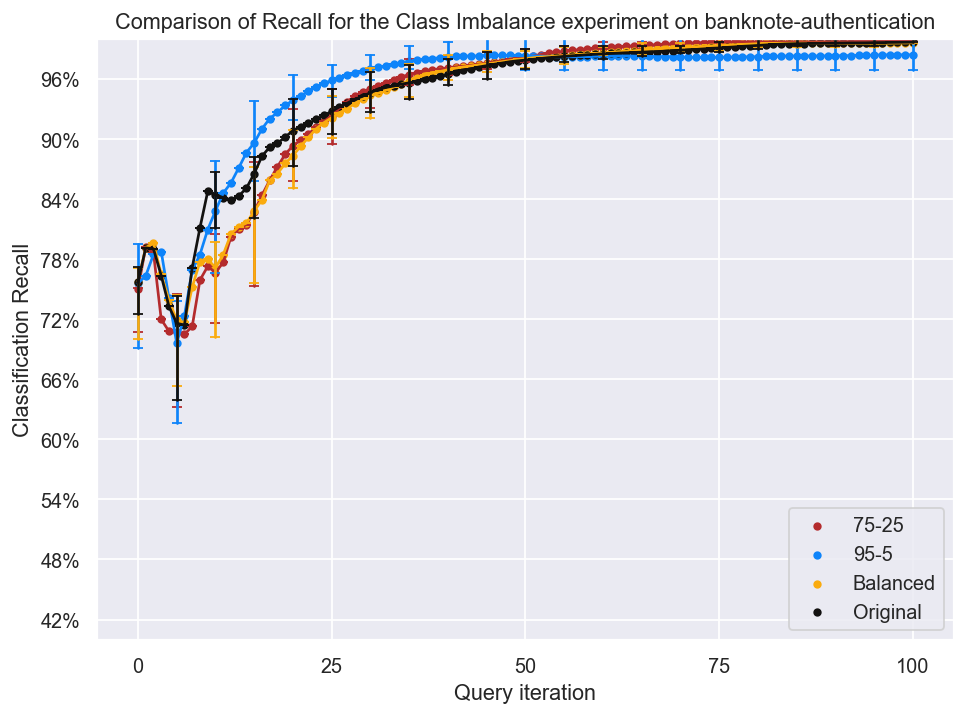 Comparison of Recall for the Class Imbalance experiment on banknote-authentication
96%
90%
84%
78%
72%
66%
60%
54%
48%
42%
Classification Recall
75-25
95-5
Balanced
Original
0 25 50 75 100
Query iteration